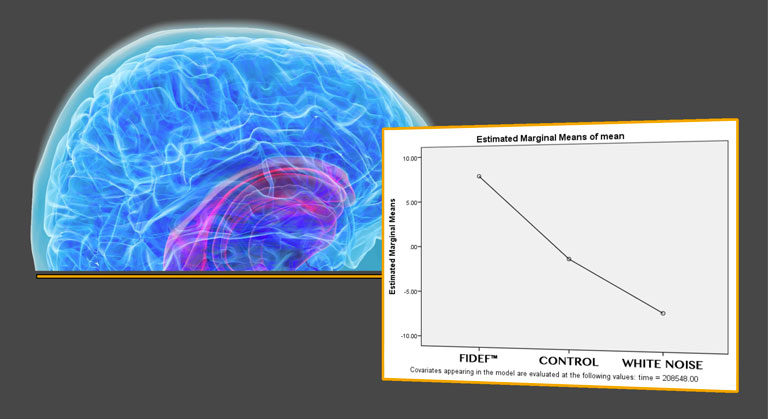 Estimated Marginal Means of mean
Estimated Marginal Means
10.00
5.00
.00
-5.00
-10.00
FIDEF™
CONTROL
WHITE NOISE
Covariates appearing in the model are evaluated at the following values: time = 208548.00